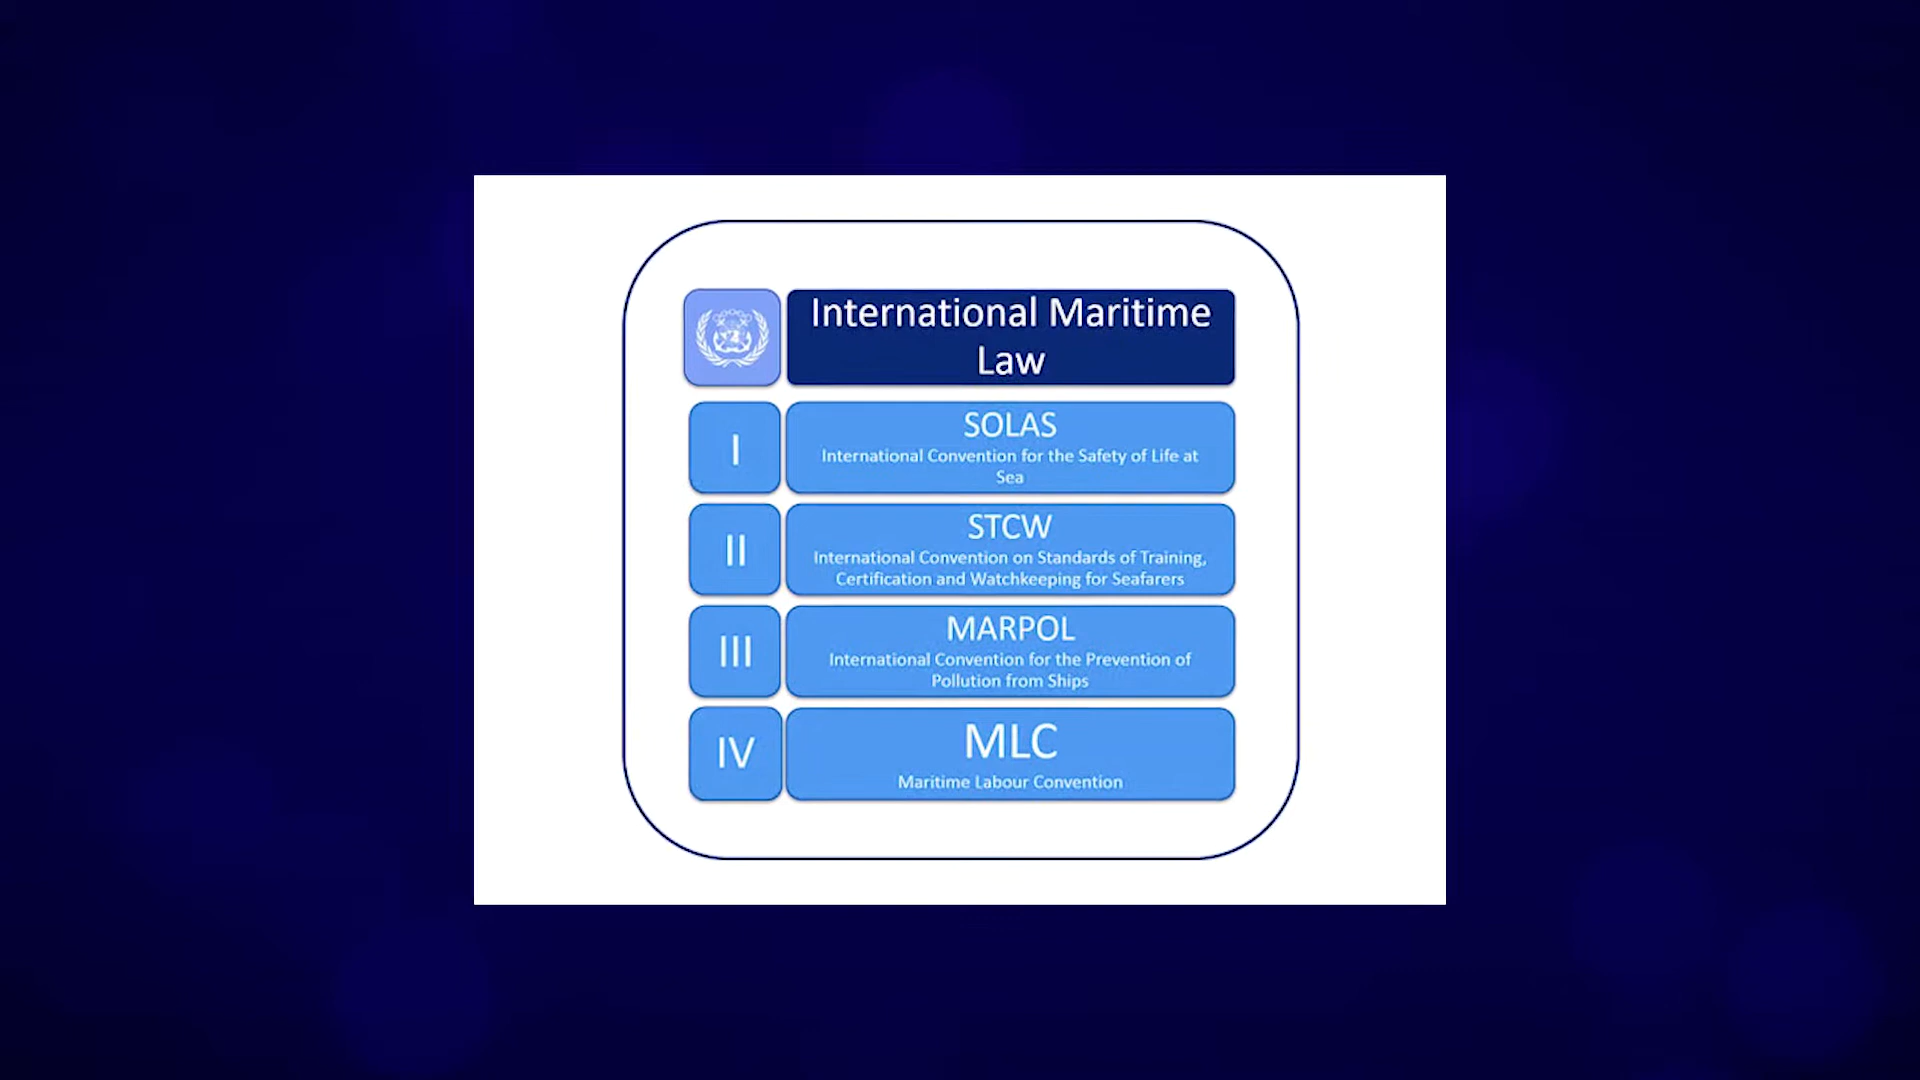 International Maritime
Law
I
SOLAS
International Convention for the Safety of Life at
Sea
II
STCW
International Convention on Standards of Training,
Certification and Watchkeeping for Seafarers
III
MARPOL
International Convention for the Prevention of
Pollution from Ships
IV
MLC
Maritime Labour Convention